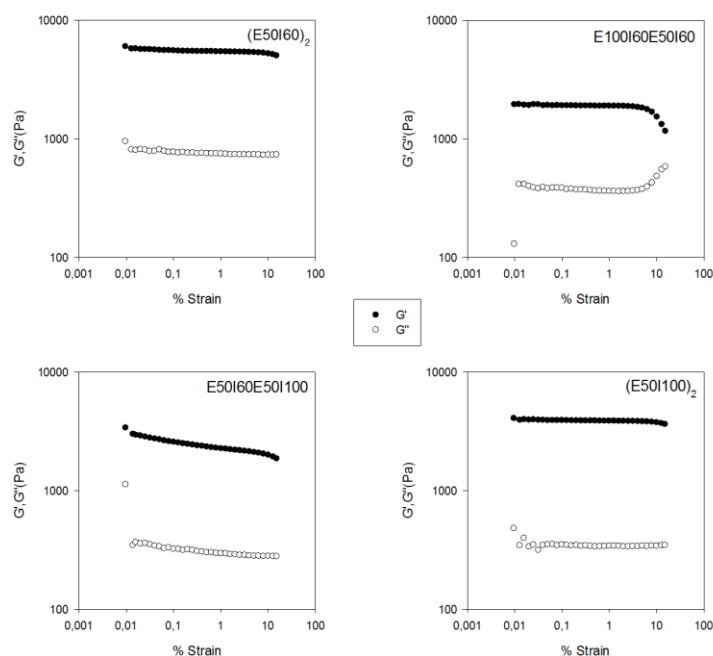 (E50I60)2
10000
1000
100
G',G''(Pa)
0,001 0,01 0,1 1 10 100
% Strain
E100I60E50I60
10000
1000
100
G',G''(Pa)
0,001 0,01 0,1 1 10 100
% Strain
G'
G''
E50I60E50I100
10000
1000
100
G',G''(Pa)
0,001 0,01 0,1 1 10 100
% Strain
(E50I100)2
10000
1000
100
G',G''(Pa)
0,001 0,01 0,1 1 10 100
% Strain